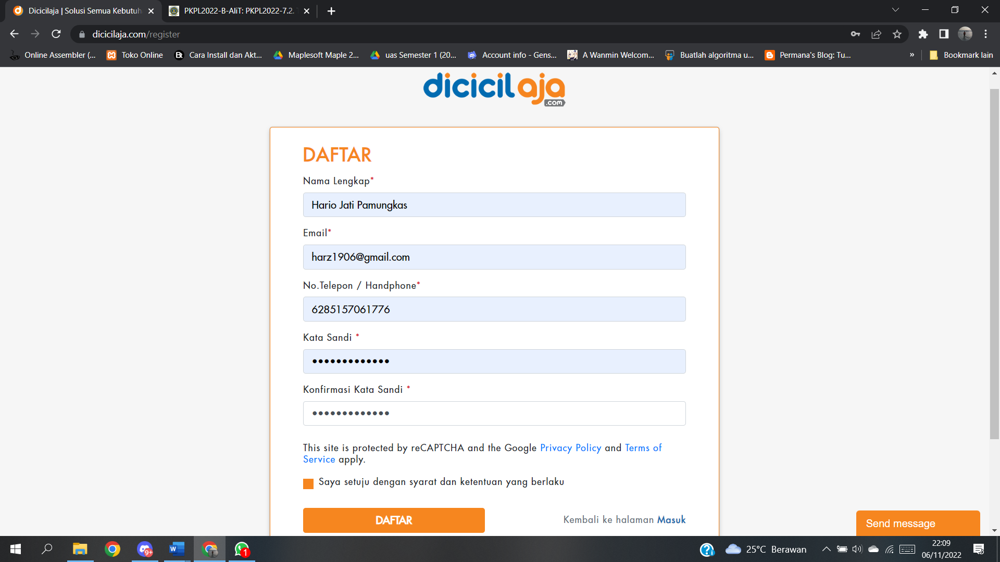 Dicicilaja | Solusi Semua Kebutuh
PKPL2022-B-AliT: PKPL2022-7.2.
dicicilaja.com/register
Online Assembler (...
Toko Online
Cara Install dan Akt...
Maplesoft Maple 2...
uas Semester 1 (20...
Account info - Gens...
A Wanmin Welcom...
Buatlah algoritma u...
Permana's Blog: Tu...
»
Bookmark lain
dicicilaja
.com
DAFTAR
Nama Lengkap*
Hario Jati Pamungkas
Email*
harz1906@gmail.com
No.Telepon / Handphone*
6285157061776
Kata Sandi *
•••••••••••••
Konfirmasi Kata Sandi *
•••••••••••••
This site is protected by reCAPTCHA and the Google Privacy Policy and Terms of
Service apply.
Saya setuju dengan syarat dan ketentuan yang berlaku
DAFTAR
Kembali ke halaman Masuk
Send message
9+
1
25°C Berawan
22:09
06/11/2022